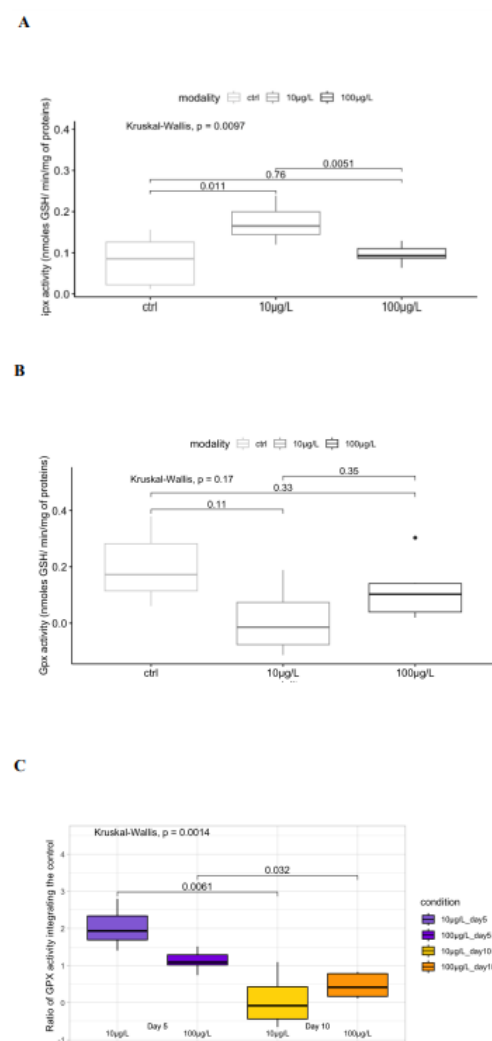 A
modality ctrl 10µg/L 100µg/L
Kruskal-Wallis, p = 0.0097
0.0051
0.76
0.011
0.4
0.3
0.2
0.1
0.0
ipx activity (nmoles GSH/ min/mg of proteins)
ctrl 10µg/L 100µg/L
B
modality ctrl 10µg/L 100µg/L
Kruskal-Wallis, p = 0.17
0.35
0.33
0.11
0.4
0.2
0.0
Gpx activity (nmoles GSH/ min/mg of proteins)
ctrl 10µg/L 100µg/L
C
Kruskal-Wallis, p = 0.0014
0.032
0.0061
4
3
2
1
0
-1
Ratio of GPX activity integrating the control
10µg/L Day 5 100µg/L 10µg/L Day 10 100µg/L
condition
10µg/L_day5
100µg/L_day5
10µg/L_day10
100µg/L_day1